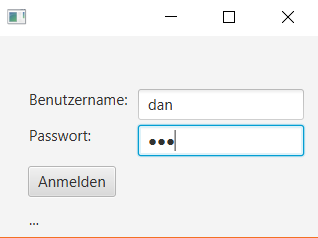 Benutzername: dan
Passwort: ●●●
Anmelden
...